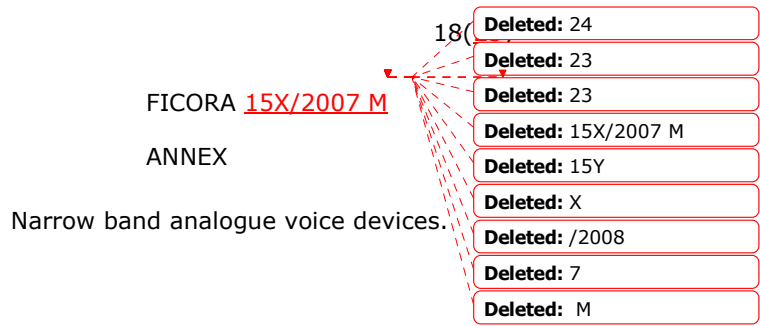 18(
Deleted: 24
Deleted: 23
Deleted: 23
FICORA 15X/2007 M
Deleted: 15X/2007 M
ANNEX
Deleted: 15Y
Deleted: X
Narrow band analogue voice devices.
Deleted: /2008
Deleted: 7
Deleted: M